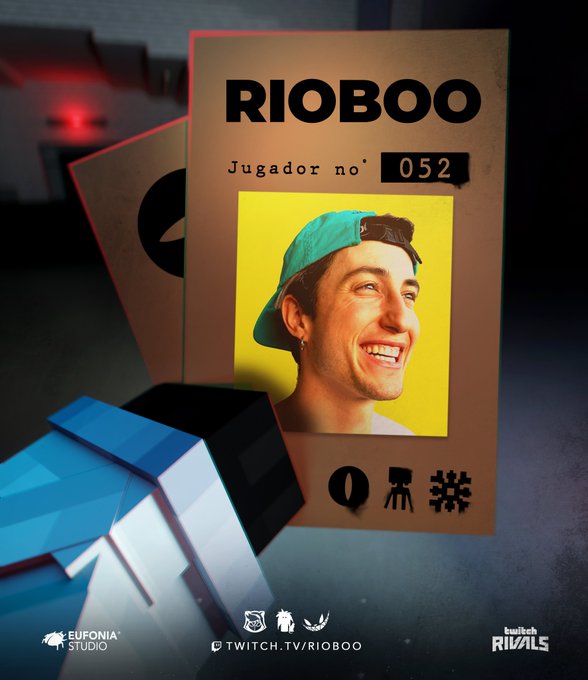 RIOBOO
Jugador no° 052
EUFONIA®
STUDIO
TWITCH.TV/RIOBOO
twitch
RIVALS